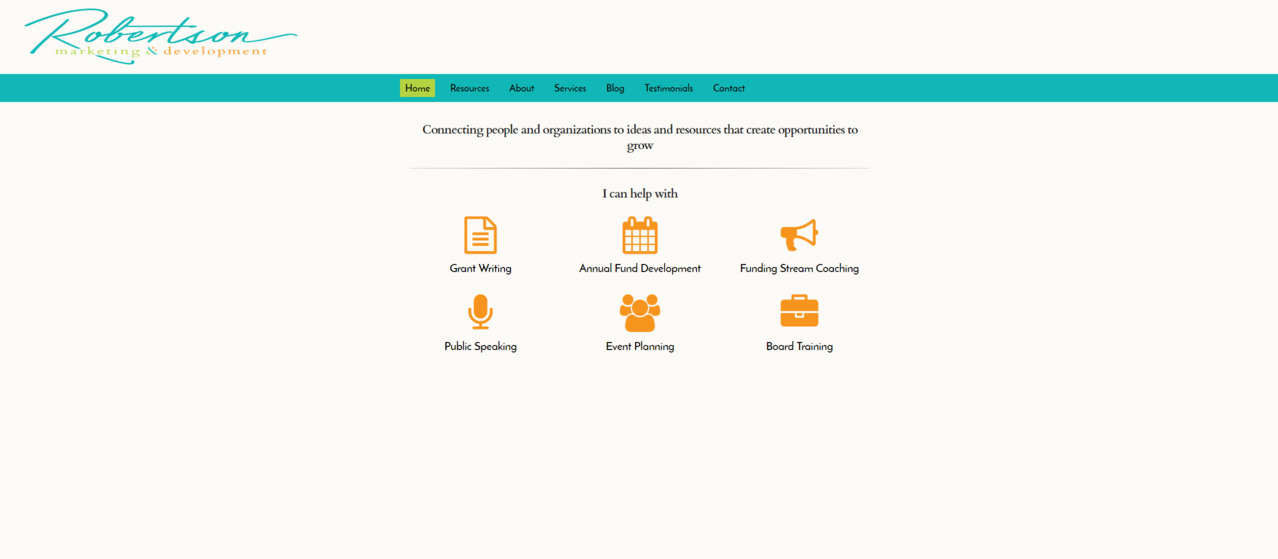 Robertson
marketing & development
Home Resources About Services Blog Testimonials Contact
Connecting people and organizations to ideas and resources that create opportunities to
grow
I can help with
Grant Writing Annual Fund Development Funding Stream Coaching
Public Speaking Event Planning Board Training